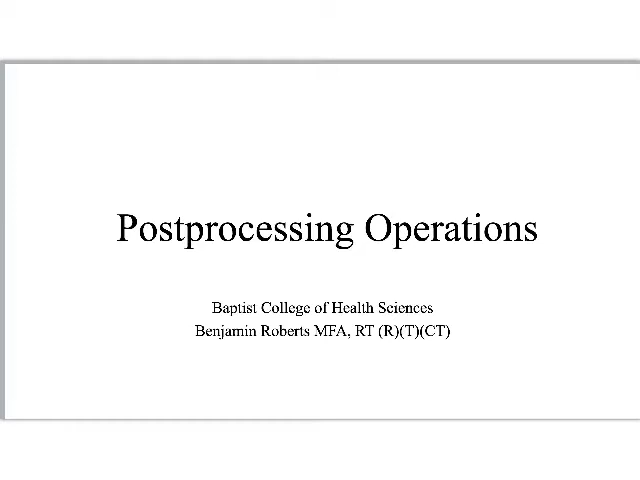 Postprocessing Operations
Baptist College of Health Sciences
Benjamin Roberts MFA, RT (R)(T)(CT)